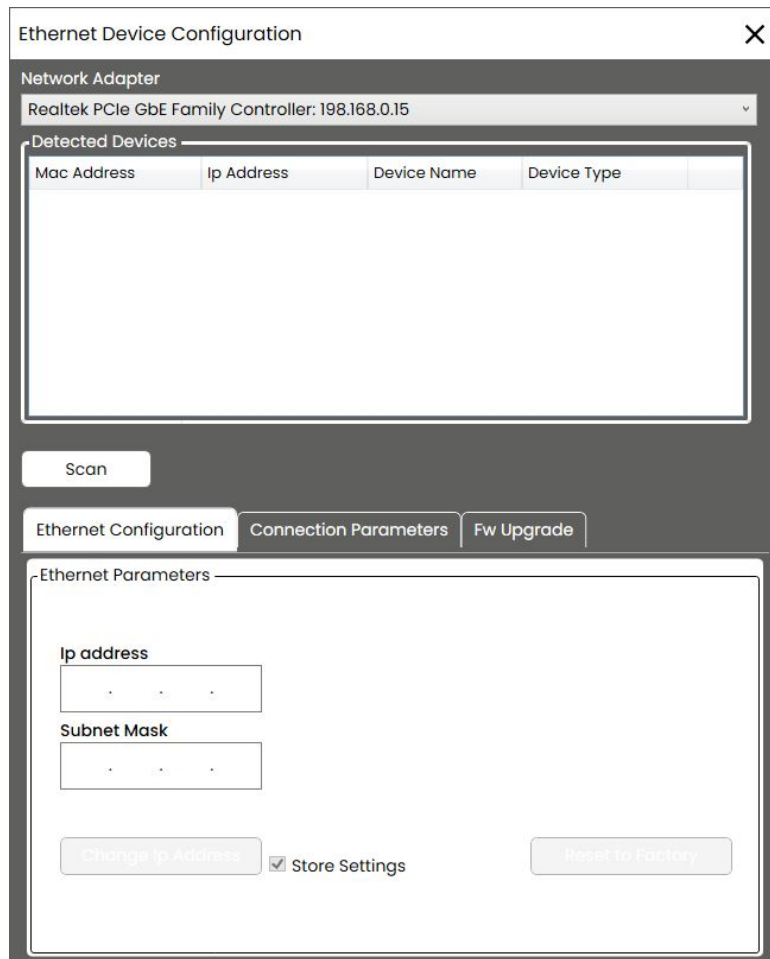 Ethernet Device Configuration
Network Adapter
Realtek PCIe GbE Family Controller: 198.168.0.15
Detected Devices
Mac Address Ip Address Device Name Device Type
Scan
Ethernet Configuration Connection Parameters Fw Upgrade
Ethernet Parameters
Ip address
. . .
Subnet Mask
. . .
Change Ip Address Store Settings Reset to Factory